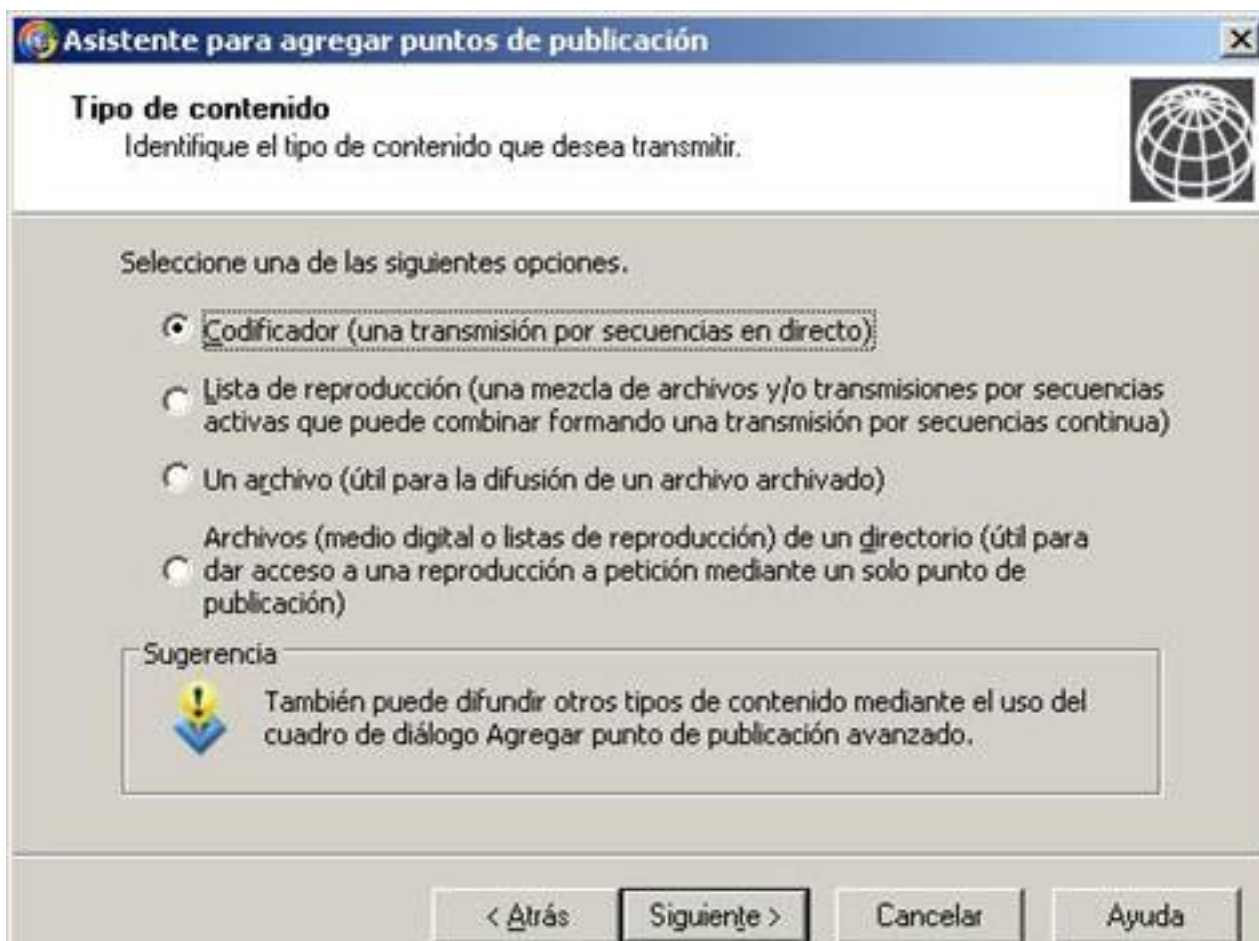 Asistente para agregar puntos de publicación
Tipo de contenido
Identifique el tipo de contenido que desea transmitir.
Seleccione una de las siguientes opciones.
Codificador (una transmisión por secuencias en directo)
Lista de reproducción (una mezcla de archivos y/o transmisiones por secuencias
activas que puede combinar formando una transmisión por secuencias continua)
Un archivo (útil para la difusión de un archivo archivado)
Archivos (medio digital o listas de reproducción) de un directorio (útil para
dar acceso a una reproducción a petición mediante un solo punto de
publicación)
Sugerencia
También puede difundir otros tipos de contenido mediante el uso del
cuadro de diálogo Agregar punto de publicación avanzado.
< Atrás
Siguiente >
Cancelar
Ayuda